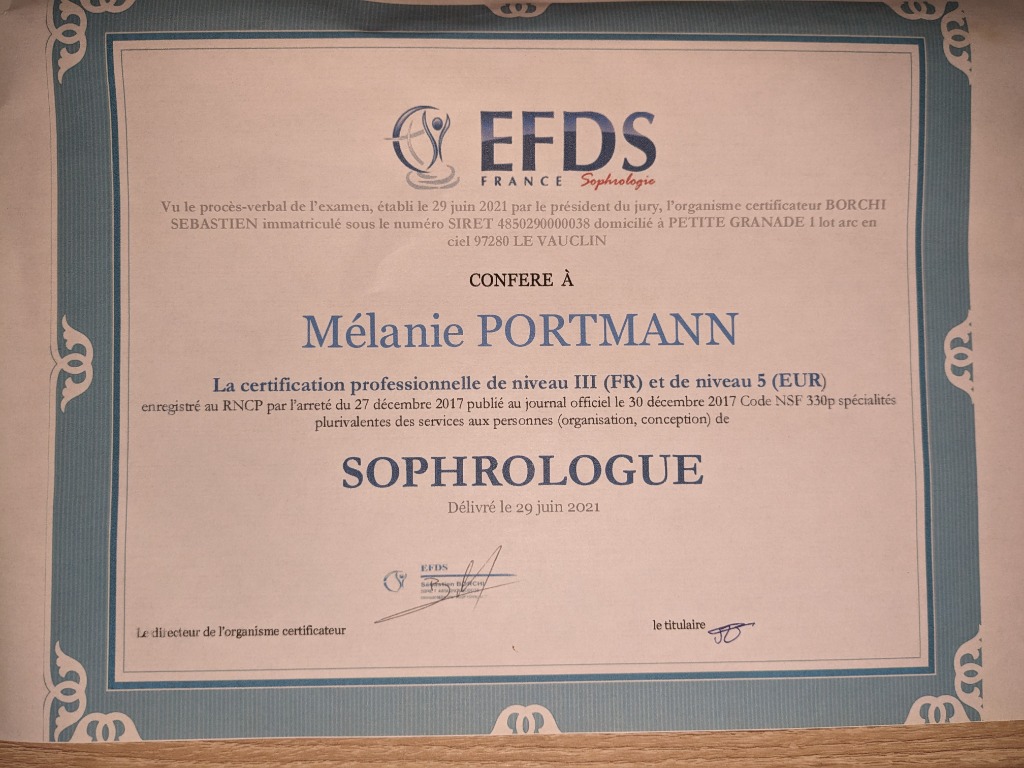 EFDS
FRANCE Sophrologie
Vu le procès-verbal de l'examen, établi le 29 juin 2021 par le président du jury, l'organisme certificateur BORCHI
SEBASTIEN immatriculé sous le numéro SIRET 4850290000038 domicilié à PETITE GRANADE 1 lot arc en
ciel 97280 LE VAUCLIN
CONFERE À
Mélanie PORTMANN
La certification professionnelle de niveau III (FR) et de niveau 5 (EUR)
enregistré au RNCP par l'arreté du 27 décembre 2017 publié au journal officiel le 30 décembre 2017 Code NSF 330p spécialités
plurivalentes des services aux personnes (organisation, conception) de
SOPHROLOGUE
Délivré le 29 juin 2021
EFDS
Sébastien BORCHI
Le directeur de l'organisme certificateur
le titulaire